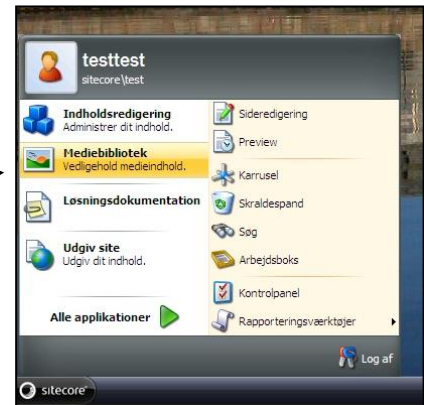 testtest
sitecore\test
Indholdsredigering
Administrer dit indhold.
Mediebibliotek
Vedligehold medieindhold.
Løsningsdokumentation
Udgiv site
Udgiv dit indhold.
Alle applikationer
Sideredigering
Preview
Karrusel
Skraldespand
Søg
Arbejdsboks
Kontrolpanel
Rapporteringsværktøjer
Log af
sitecore